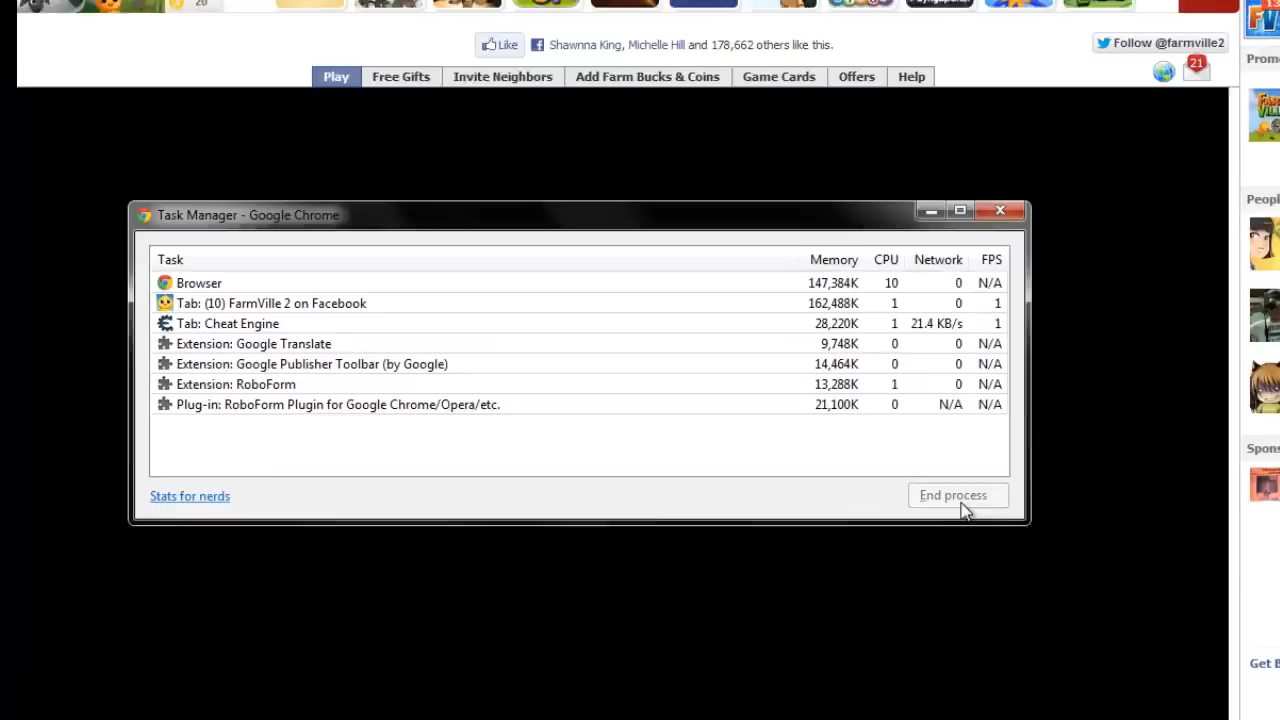 20
Like Shawnna King, Michelle Hill and 178,662 others like this.
Follow @farmville2
Play Free Gifts Invite Neighbors Add Farm Bucks & Coins Game Cards Offers Help
21
Task Manager - Google Chrome
Task Memory CPU Network FPS
Browser 147,384K 10 0 N/A
Tab: (10) FarmVille 2 on Facebook 162,488K 1 0 1
Tab: Cheat Engine 28,220K 1 21.4 KB/s 1
Extension: Google Translate 9,748K 0 0 N/A
Extension: Google Publisher Toolbar (by Google) 14,464K 0 0 N/A
Extension: RoboForm 13,288K 1 0 N/A
Plug-in: RoboForm Plugin for Google Chrome/Opera/etc. 21,100K 0 N/A N/A
Stats for nerds
End process